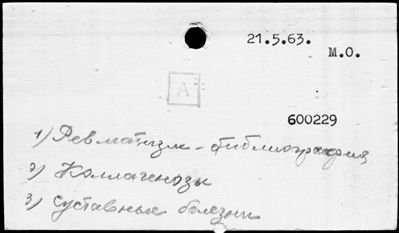 21.5.63.
М.О.
А
600229
1) Ревматизм - библиография
2) Коллагенозы
3) Суставные болезни